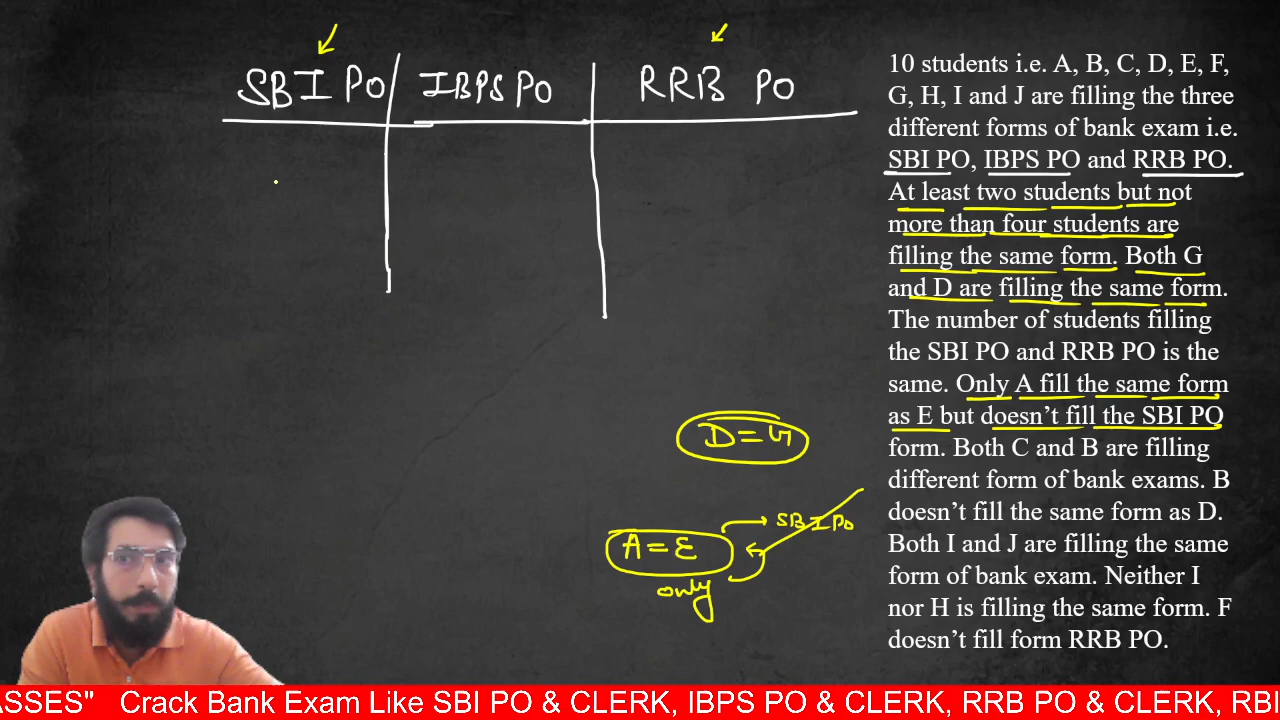 SBI PO IBPS PO RRB PO
10 students i.e. A, B, C, D, E, F,
G, H, I and J are filling the three
different forms of bank exam i.e.
SBI PO, IBPS PO and RRB PO.
At least two students but not
more than four students are
filling the same form. Both G
and D are filling the same form.
The number of students filling
the SBI PO and RRB PO is the
same. Only A fill the same form
as E but doesn't fill the SBI PO
form. Both C and B are filling
different form of bank exams. B
doesn't fill the same form as D.
Both I and J are filling the same
form of bank exam. Neither I
nor H is filling the same form. F
doesn't fill form RRB PO.
D = G
SBI PO
A = E
only
ASSES" Crack Bank Exam Like SBI PO & CLERK, IBPS PO & CLERK, RRB PO & CLERK, RBI